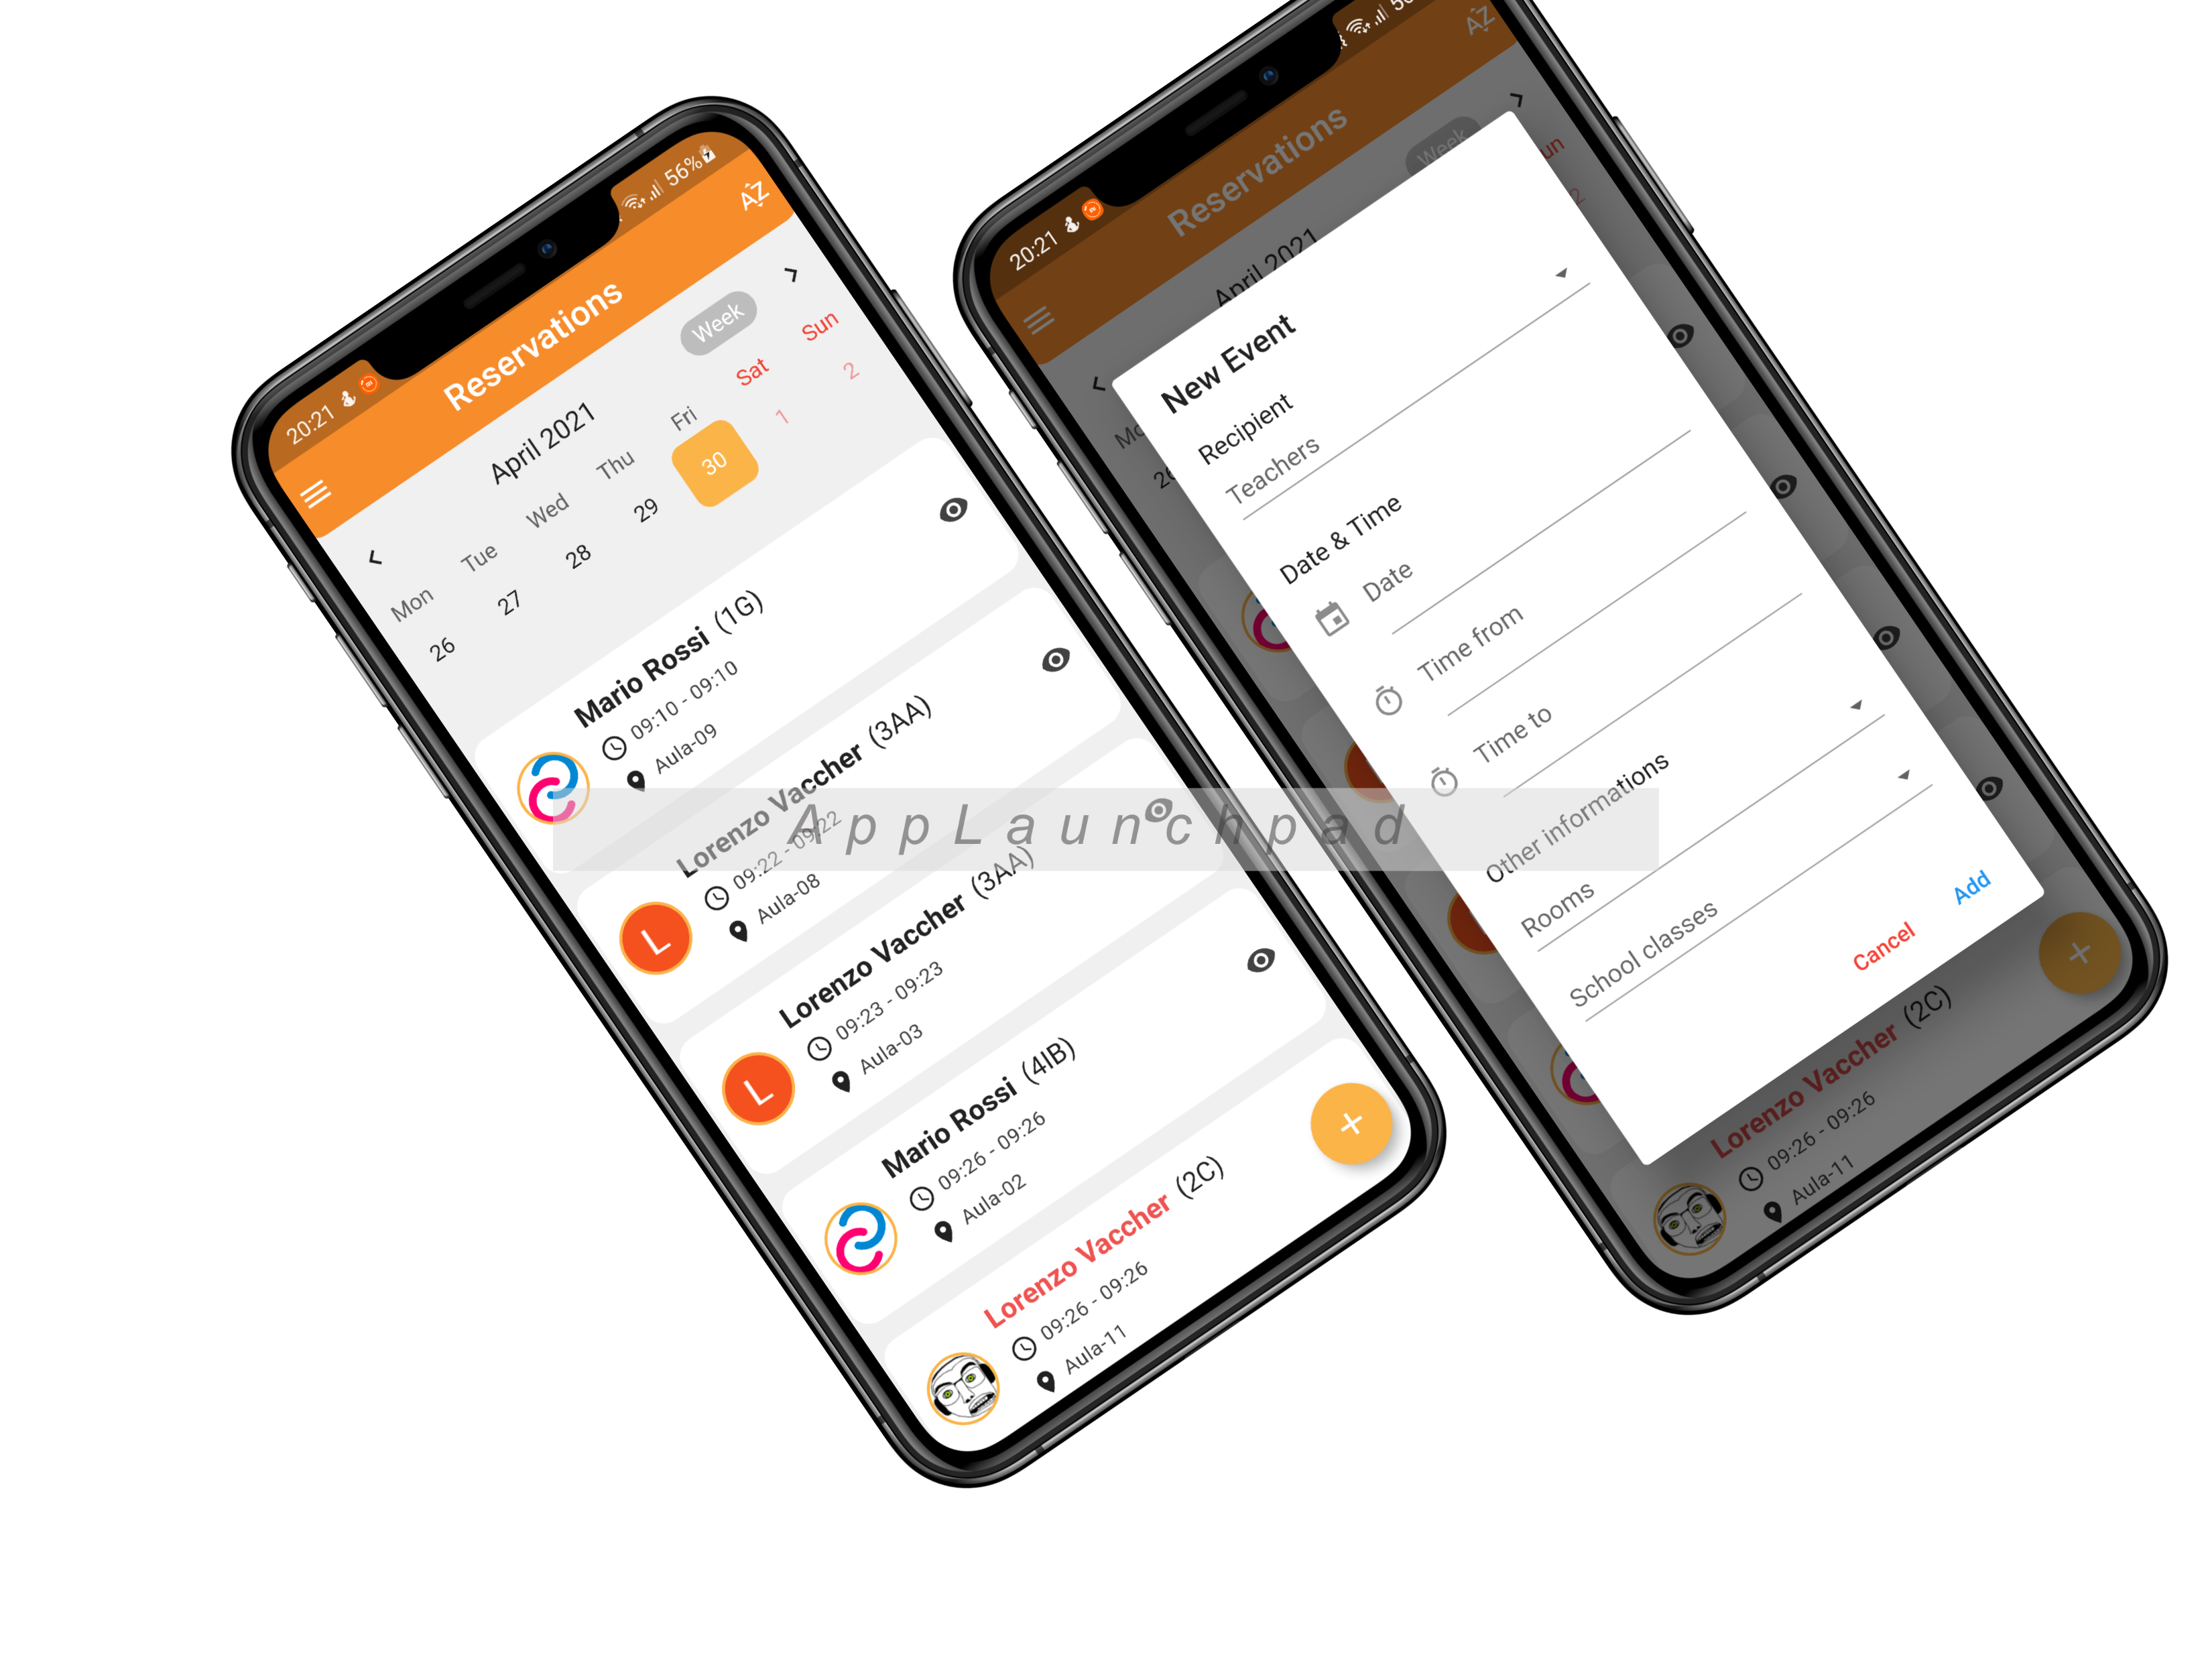 20:21
56%
Reservations
AZ
April 2021
Week
Mon Tue Wed Thu Fri Sat Sun
26 27 28 29 30 1 2
Mario Rossi (1G)
09:10 - 09:10
Aula-09
Lorenzo Vaccher (3AA)
09:22 - 09:22
Aula-08
L
Lorenzo Vaccher (3AA)
09:23 - 09:23
Aula-03
L
Mario Rossi (4IB)
09:26 - 09:26
Aula-02
Lorenzo Vaccher (2C)
09:26 - 09:26
Aula-11
+
AppLaunchpad
20:21
Reservations
AZ
April 2021
Week
New Event
Recipient
Teachers
Date & Time
Date
Time from
Time to
Other informations
Rooms
School classes
Cancel
Add
+
Lorenzo Vaccher (2C)
09:26 - 09:26
Aula-11